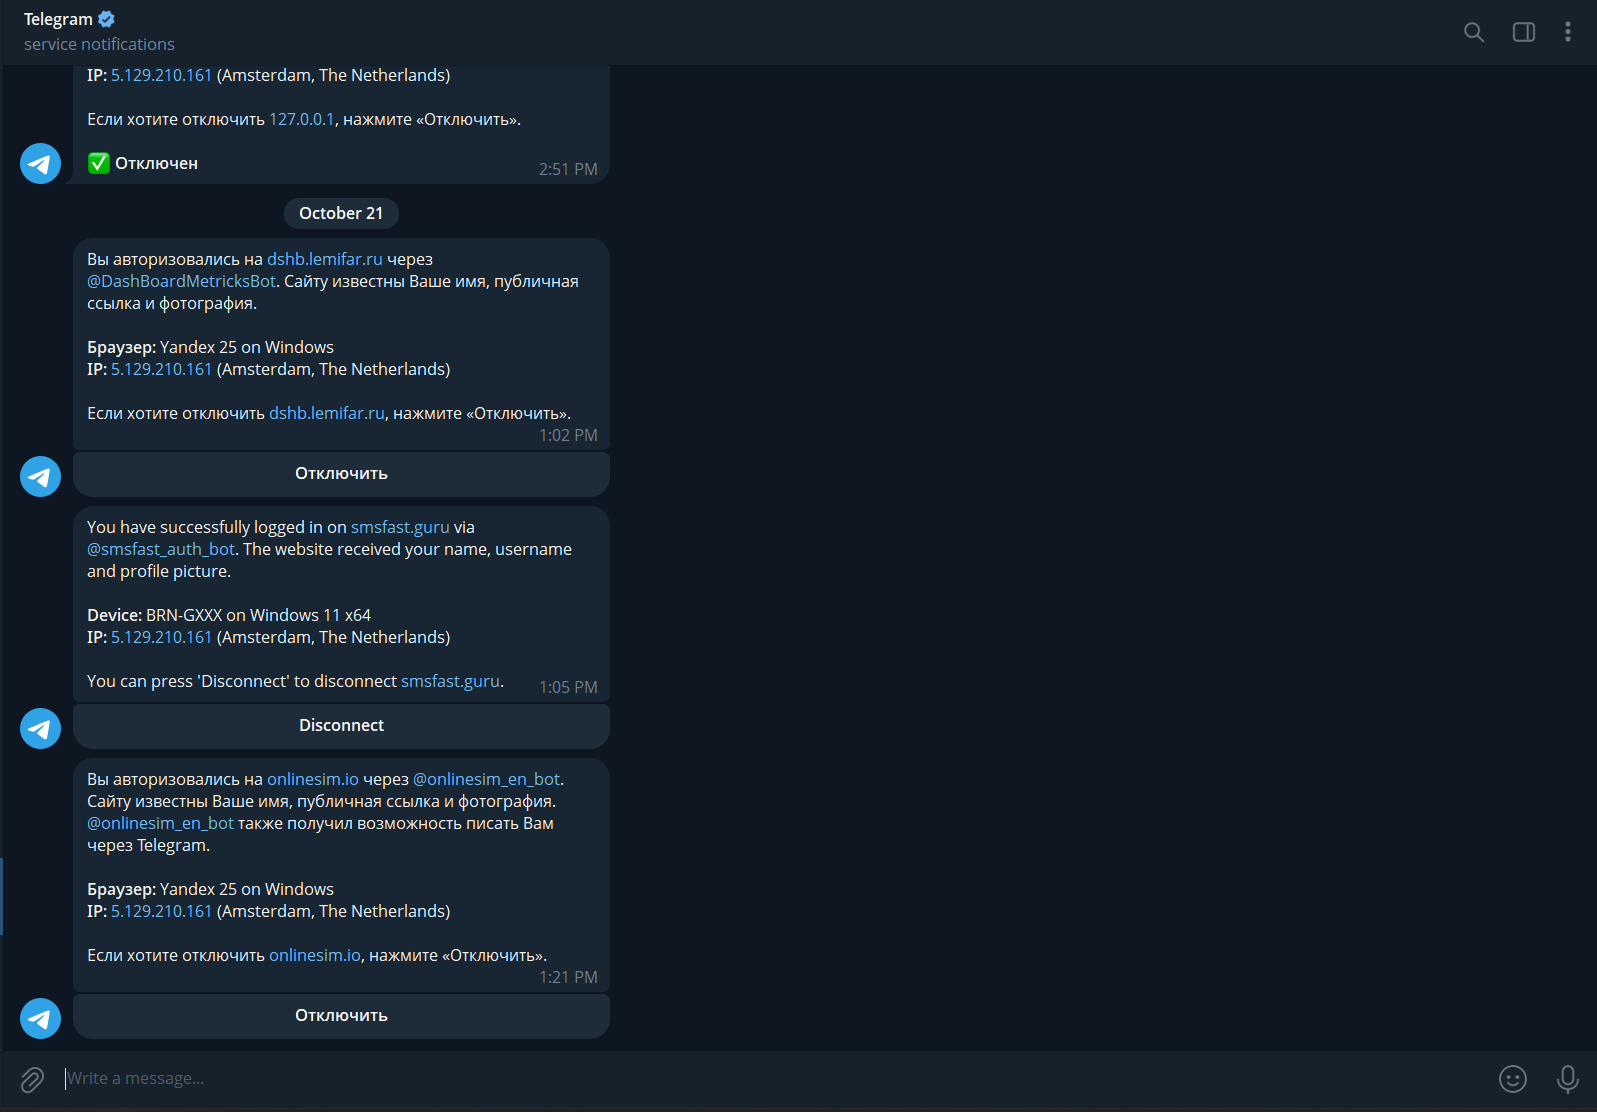 Telegram
service notifications
IP: 5.129.210.161 (Amsterdam, The Netherlands)
Если хотите отключить 127.0.0.1, нажмите «Отключить».
✅ Отключен
2:51 PM
October 21
Вы авторизовались на dshb.lemifar.ru через
@DashBoardMetricksBot. Сайту известны Ваше имя, публичная
ссылка и фотография.
Браузер: Yandex 25 on Windows
IP: 5.129.210.161 (Amsterdam, The Netherlands)
Если хотите отключить dshb.lemifar.ru, нажмите «Отключить».
1:02 PM
Отключить
You have successfully logged in on smsfast.guru via
@smsfast_auth_bot. The website received your name, username
and profile picture.
Device: BRN-GXXX on Windows 11 x64
IP: 5.129.210.161 (Amsterdam, The Netherlands)
You can press 'Disconnect' to disconnect smsfast.guru.
1:05 PM
Disconnect
Вы авторизовались на onlinesim.io через @onlinesim_en_bot.
Сайту известны Ваше имя, публичная ссылка и фотография.
@onlinesim_en_bot также получил возможность писать Вам
через Telegram.
Браузер: Yandex 25 on Windows
IP: 5.129.210.161 (Amsterdam, The Netherlands)
Если хотите отключить onlinesim.io, нажмите «Отключить».
1:21 PM
Отключить
Write a message...